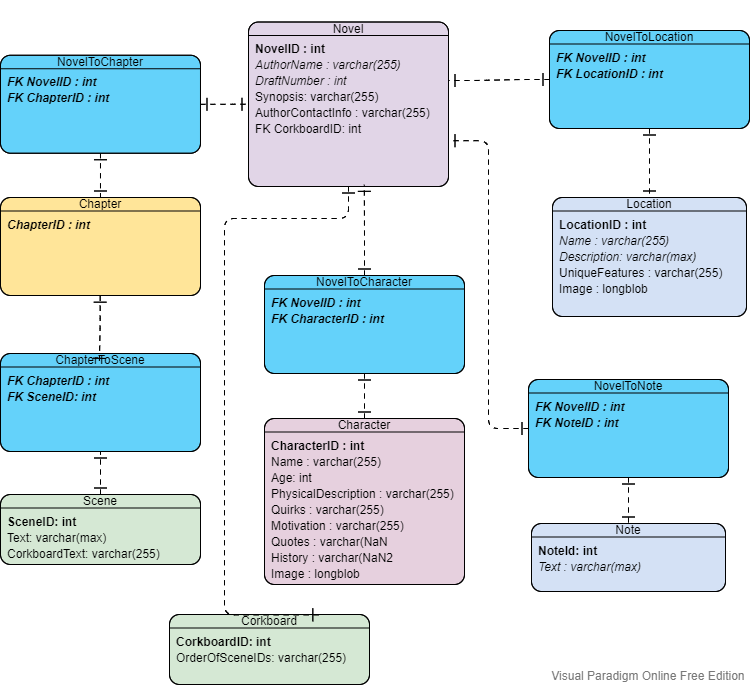 Novel
NovelID : int
AuthorName : varchar(255)
DraftNumber : int
Synopsis: varchar(255)
AuthorContactInfo : varchar(255)
FK CorkboardID: int
NovelToLocation
FK NovelID : int
FK LocationID : int
NovelToChapter
FK NovelID : int
FK ChapterID : int
Chapter
ChapterID : int
Location
LocationID : int
Name : varchar(255)
Description: varchar(max)
UniqueFeatures : varchar(255)
Image : longblob
NovelToCharacter
FK NovelID : int
FK CharacterID : int
ChapterToScene
FK ChapterID : int
FK SceneID: int
NovelToNote
FK NovelID : int
FK NoteID : int
Character
CharacterID : int
Name : varchar(255)
Age: int
PhysicalDescription : varchar(255)
Quirks : varchar(255)
Motivation : varchar(255)
Quotes : varchar(NaN
History : varchar(NaN2
Image : longblob
Scene
SceneID: int
Text: varchar(max)
CorkboardText: varchar(255)
Note
NoteId: int
Text : varchar(max)
Corkboard
CorkboardID: int
OrderOfSceneIDs: varchar(255)
Visual Paradigm Online Free Edition